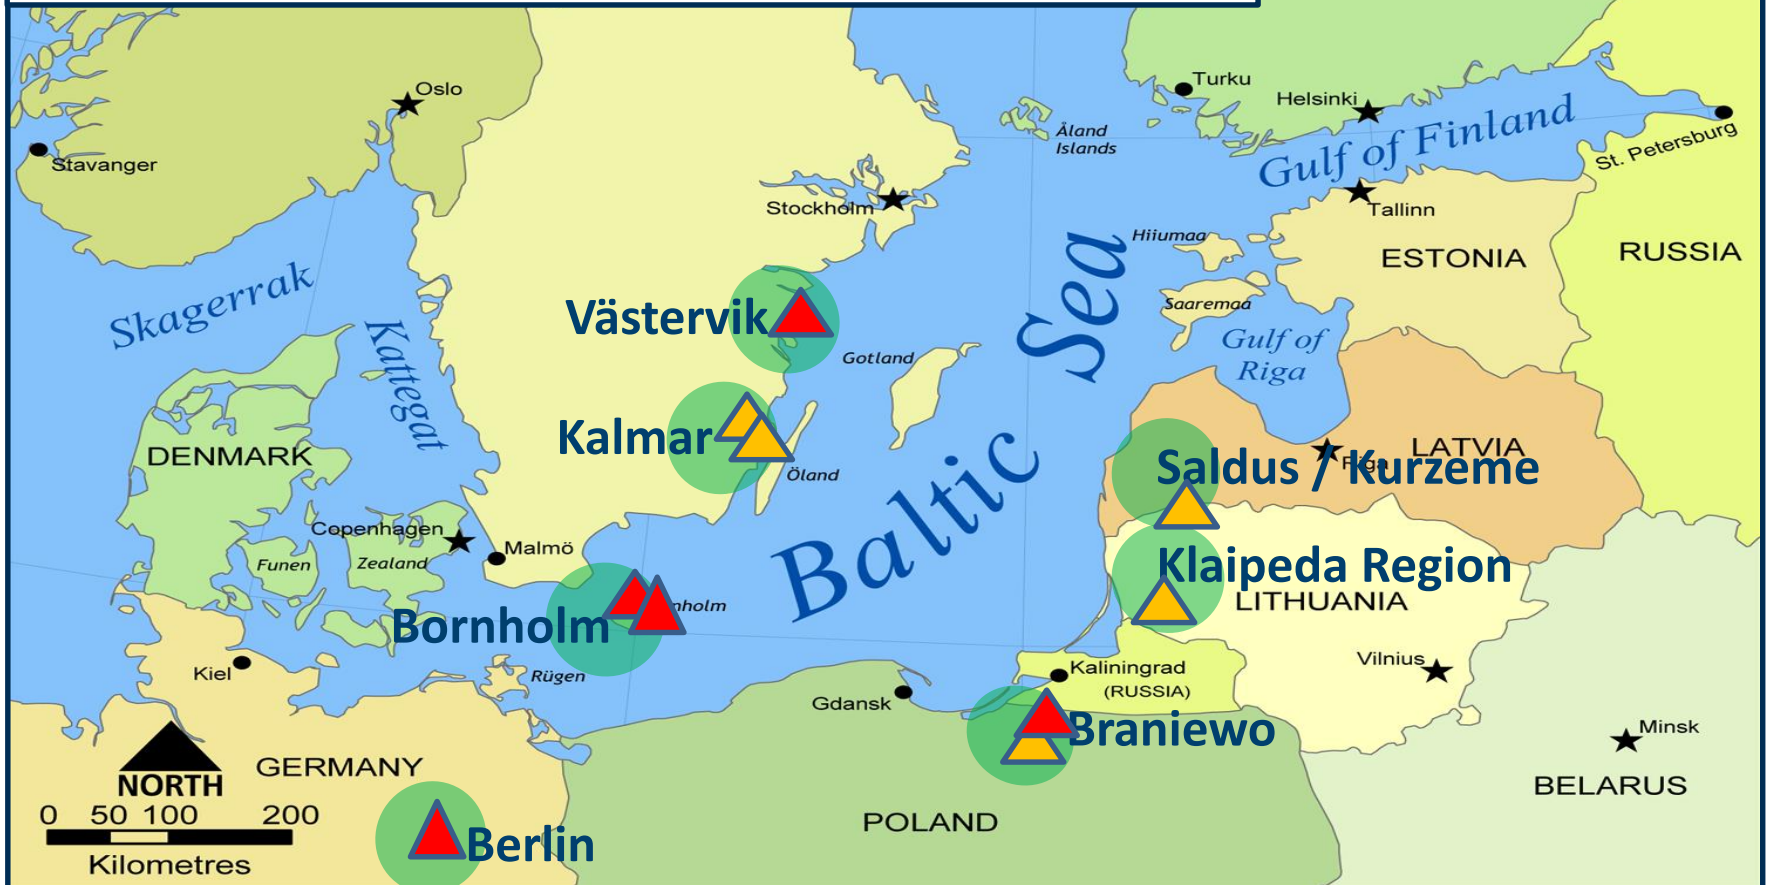 Oslo
Turku
Helsinki
Stavanger
Åland
Islands
Gulf of Finland
St. Petersburg
Stockholm
Tallinn
Hiiumaa
ESTONIA
RUSSIA
Skagerrak
Västervik
Kattegat
Gotland
Baltic Sea
Saaremaa
Gulf of
Riga
DENMARK
Kalmar
Öland
LATVIA
Riga
Saldus / Kurzeme
Copenhagen
Malmö
Funen
Zealand
Klaipeda Region
LITHUANIA
Bornholm
nholm
Kiel
Rügen
Gdansk
Kaliningrad
(RUSSIA)
Vilnius
Braniewo
Minsk
BELARUS
NORTH
GERMANY
0 50 100 200
Kilometres
Berlin
POLAND